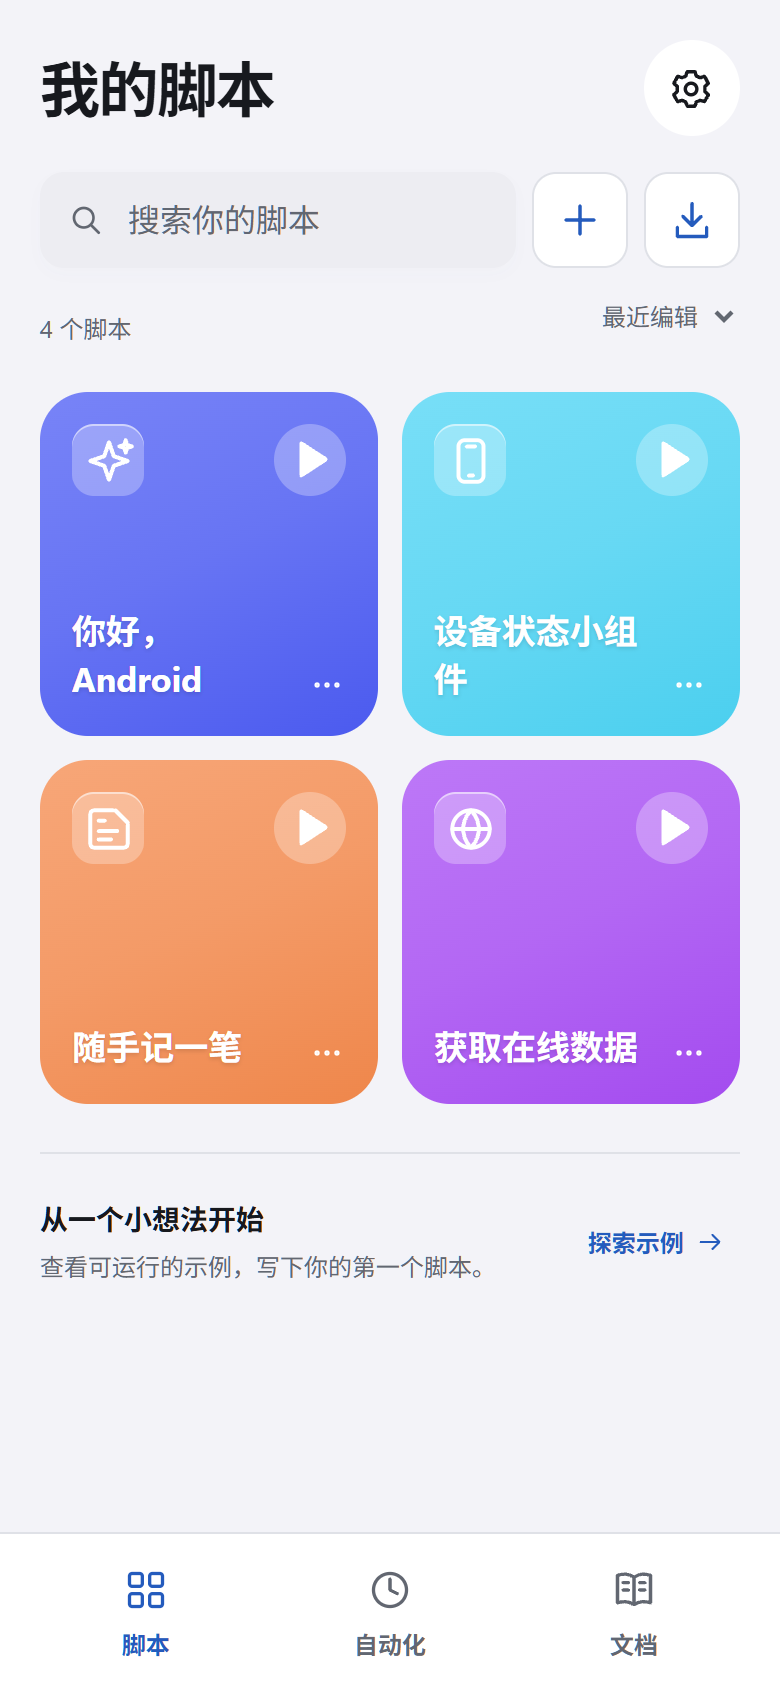 我的脚本
搜索你的脚本
4 个脚本
最近编辑
你好，
Android
设备状态小组
件
随手记一笔
获取在线数据
从一个小想法开始
查看可运行的示例，写下你的第一个脚本。
探索示例
脚本
自动化
文档